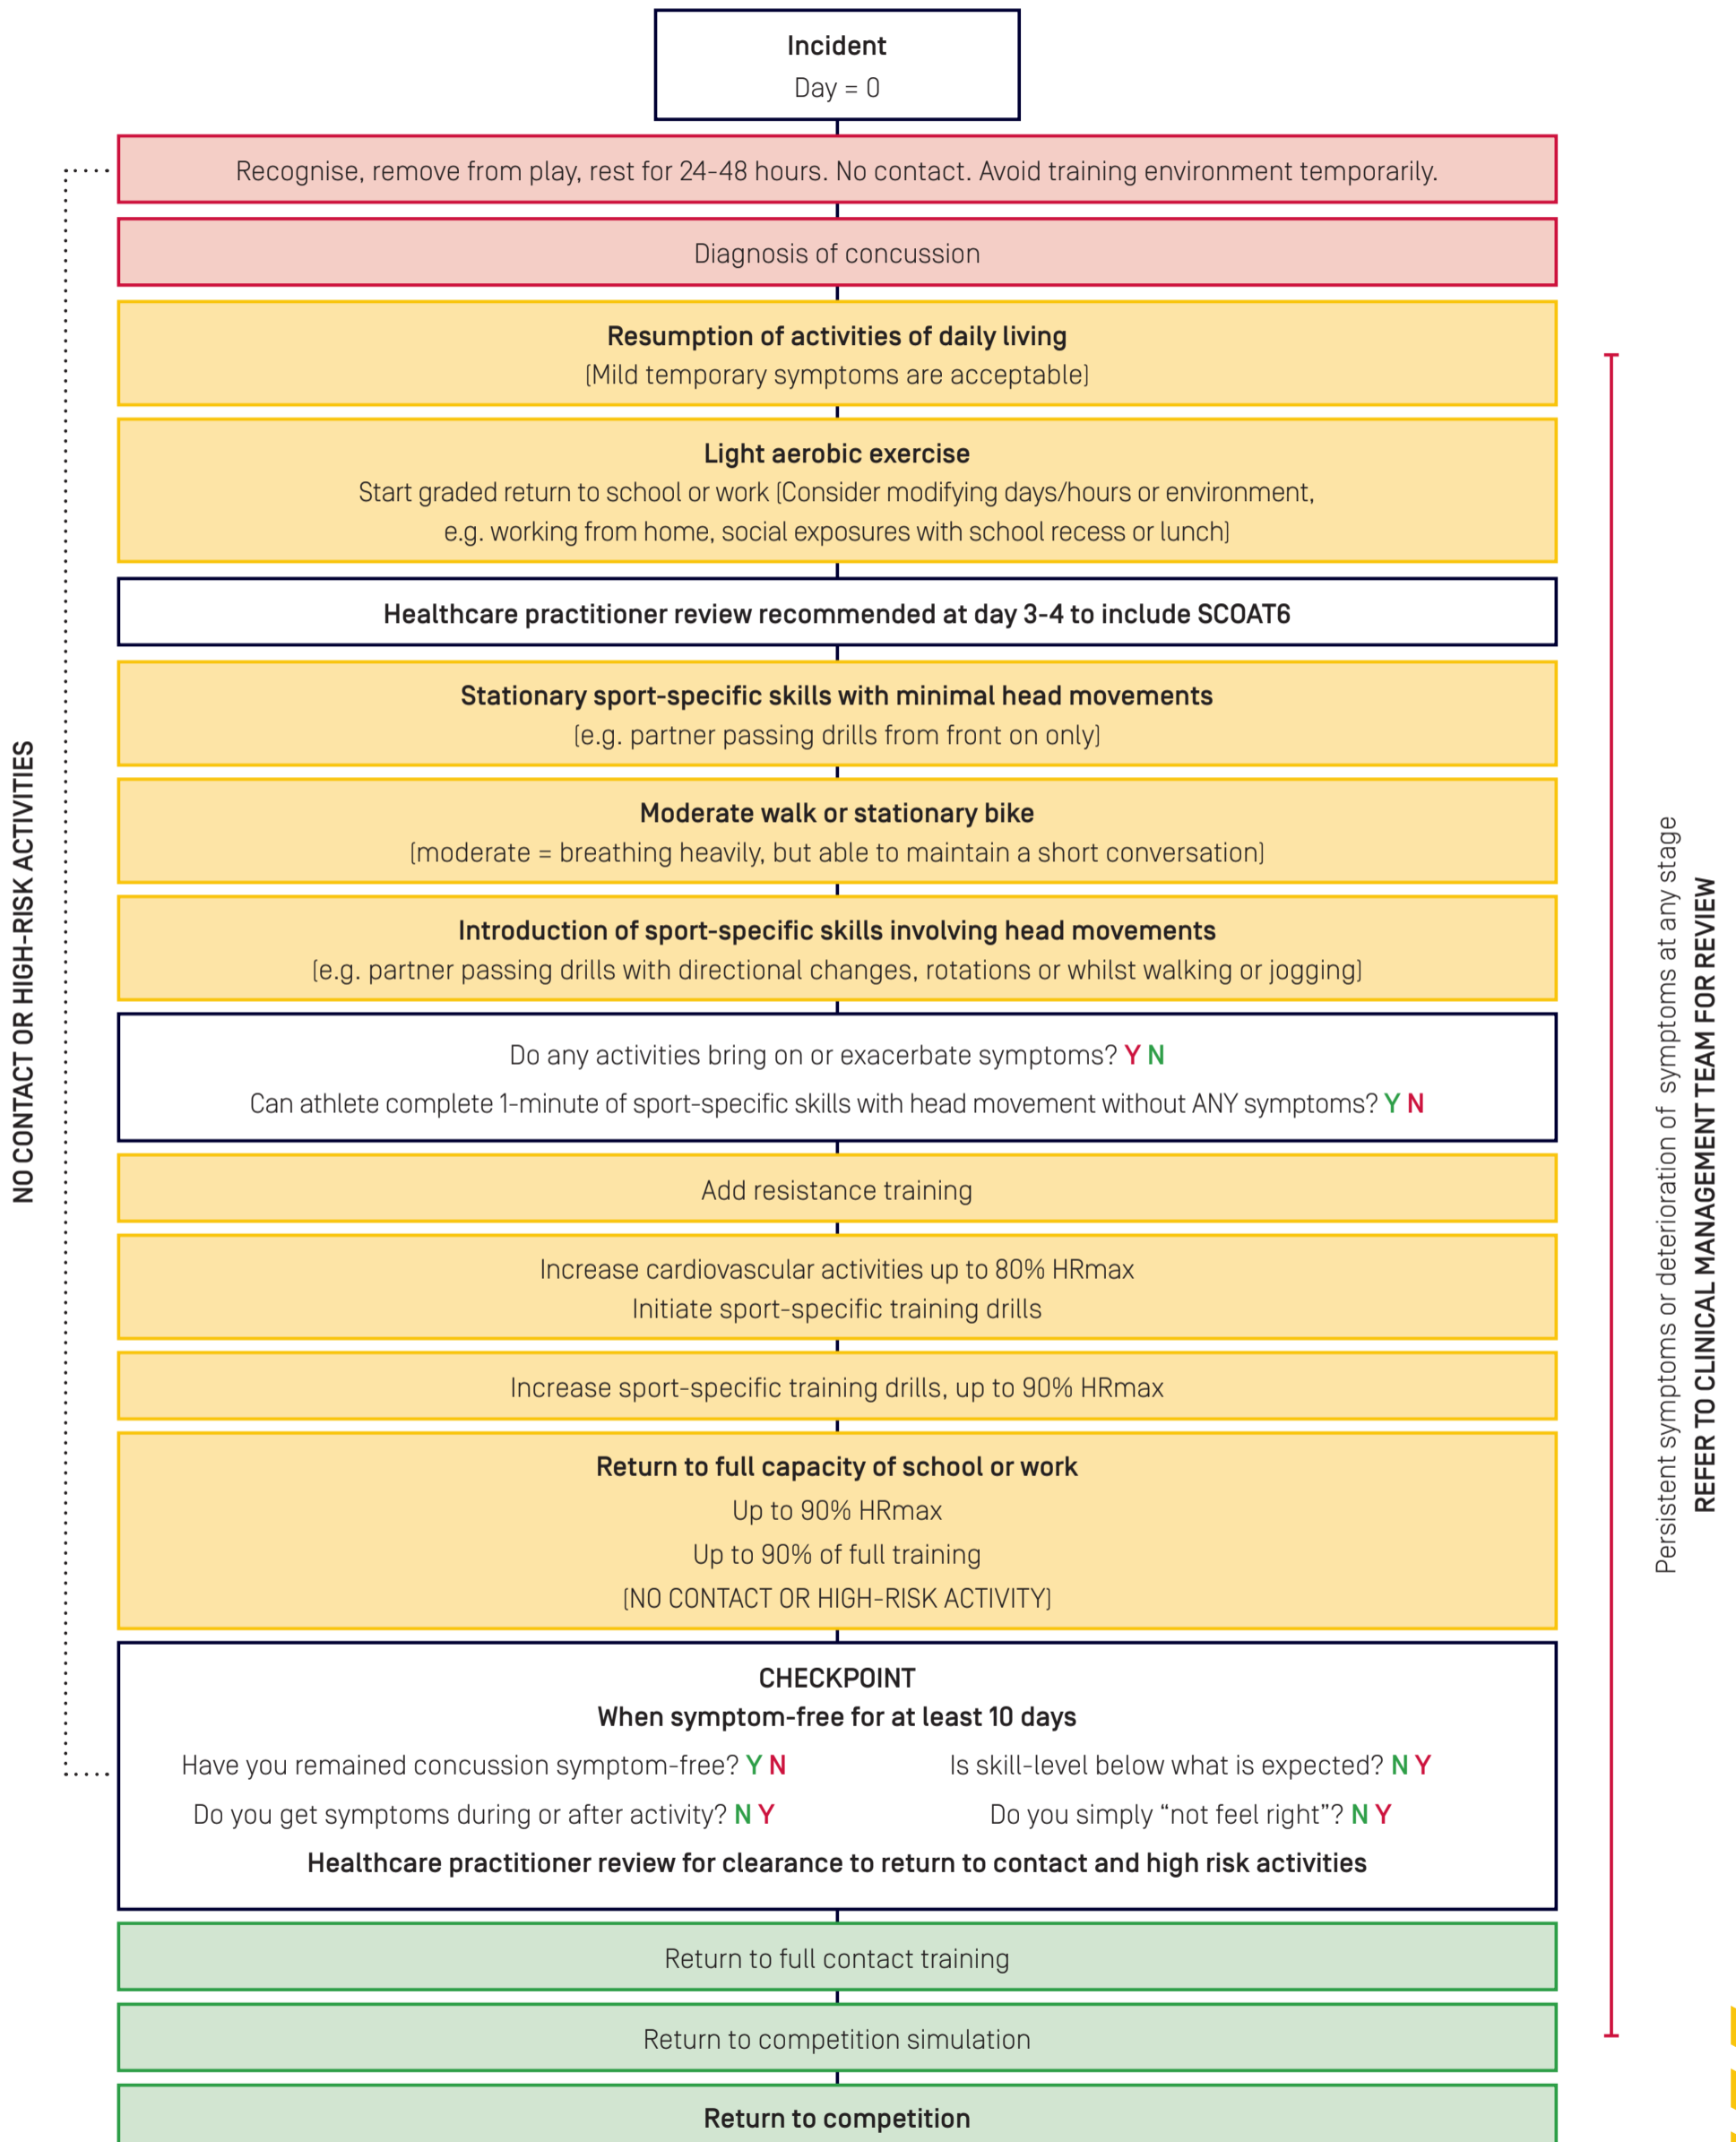 Incident
Day = 0
Recognise, remove from play, rest for 24-48 hours. No contact. Avoid training environment temporarily.
Diagnosis of concussion
Resumption of activities of daily living
(Mild temporary symptoms are acceptable)
Light aerobic exercise
Start graded return to school or work (Consider modifying days/hours or environment,
e.g. working from home, social exposures with school recess or lunch)
Healthcare practitioner review recommended at day 3-4 to include SCOAT6
Stationary sport-specific skills with minimal head movements
(e.g. partner passing drills from front on only)
Moderate walk or stationary bike
(moderate = breathing heavily, but able to maintain a short conversation)
Introduction of sport-specific skills involving head movements
(e.g. partner passing drills with directional changes, rotations or whilst walking or jogging)
Do any activities bring on or exacerbate symptoms? Y N
Can athlete complete 1-minute of sport-specific skills with head movement without ANY symptoms? Y N
Add resistance training
Increase cardiovascular activities up to 80% HRmax
Initiate sport-specific training drills
Increase sport-specific training drills, up to 90% HRmax
Return to full capacity of school or work
Up to 90% HRmax
Up to 90% of full training
(NO CONTACT OR HIGH-RISK ACTIVITY)
CHECKPOINT
When symptom-free for at least 10 days
Have you remained concussion symptom-free? Y N
Is skill-level below what is expected? N Y
Do you get symptoms during or after activity? N Y
Do you simply “not feel right”? N Y
Healthcare practitioner review for clearance to return to contact and high risk activities
Return to full contact training
Return to competition simulation
Return to competition
NO CONTACT OR HIGH-RISK ACTIVITIES
Persistent symptoms or deterioration of symptoms at any stage
REFER TO CLINICAL MANAGEMENT TEAM FOR REVIEW